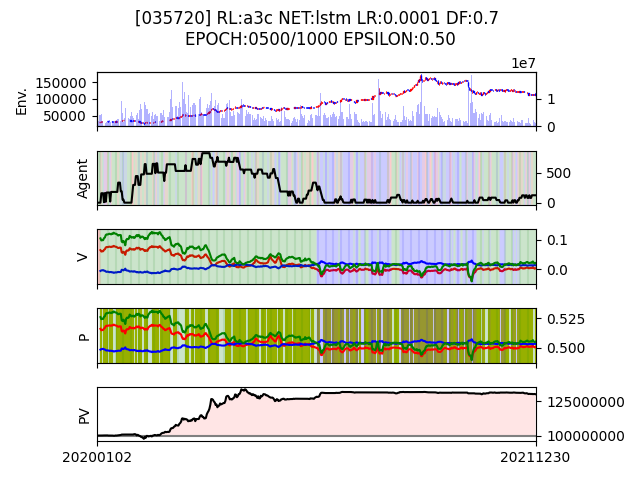 [035720] RL:a3c NET:lstm LR:0.0001 DF:0.7
EPOCH:0500/1000 EPSILON:0.50
1e7
Env.
150000
100000
50000
1
0
Agent
500
0
V
0.1
0.0
P
0.525
0.500
PV
125000000
100000000
20200102
20211230